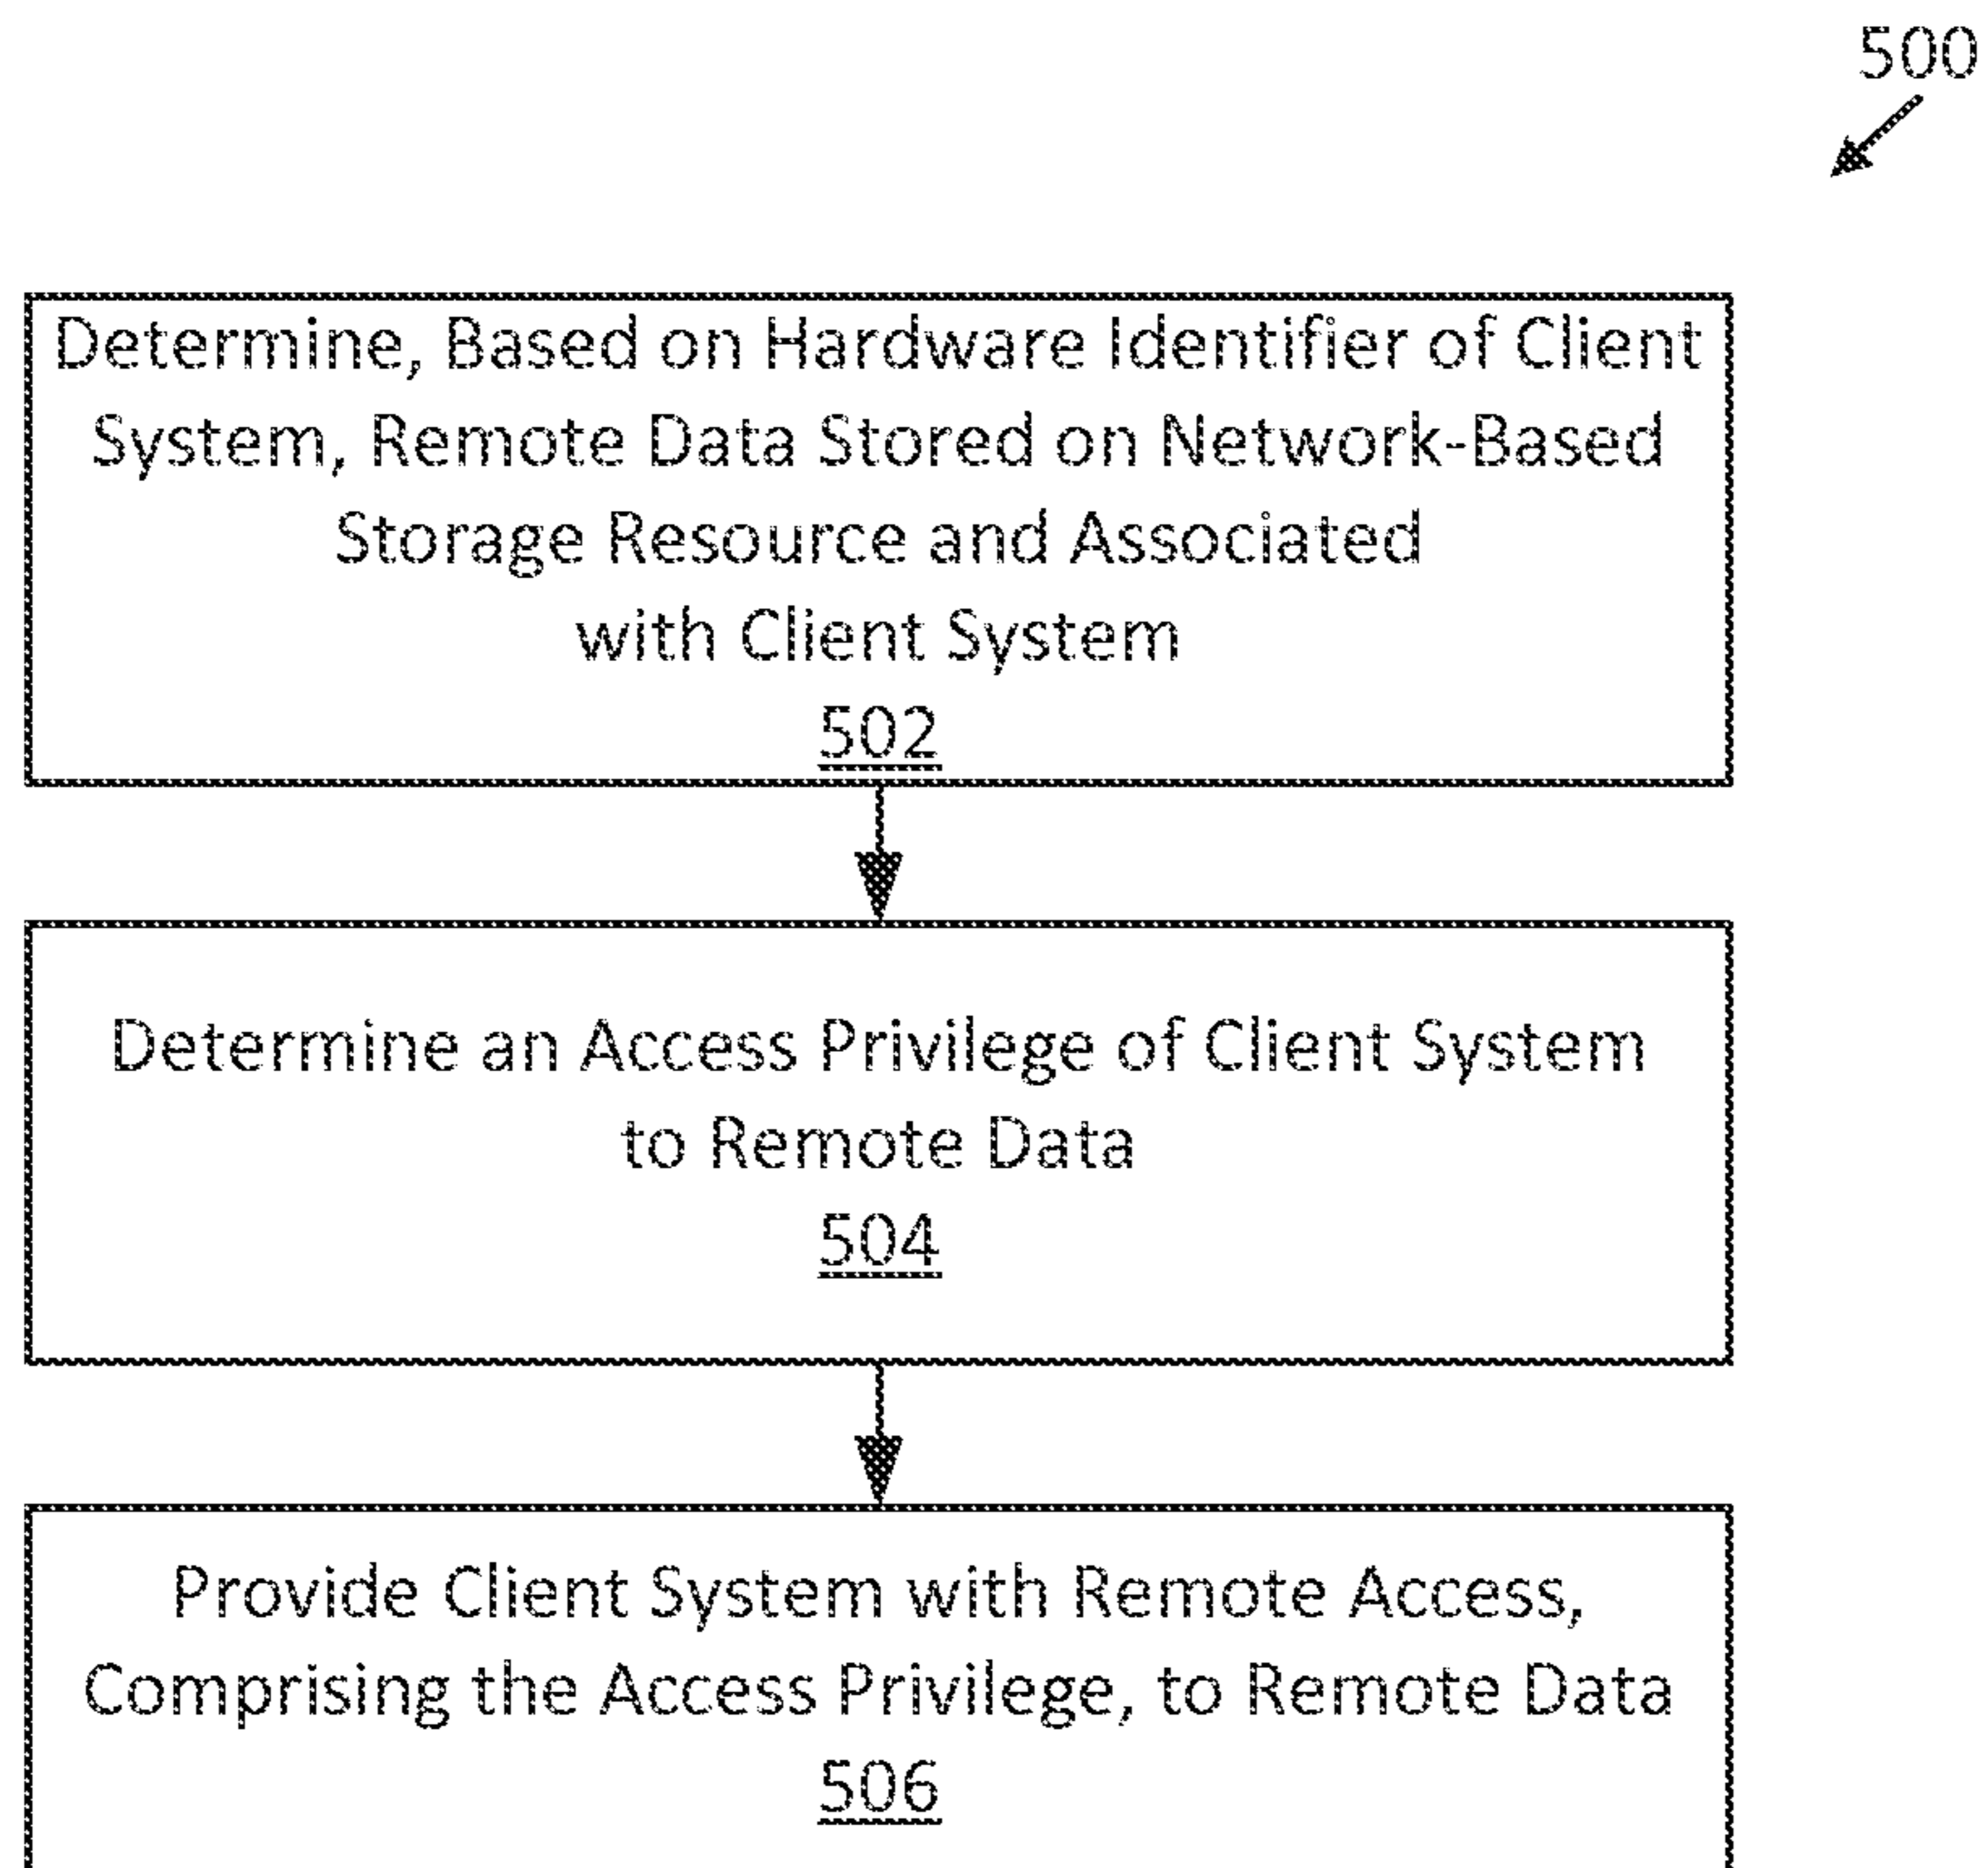 500
Determine, Based on Hardware Identifier of Client
System, Remote Data Stored on Network-Based
Storage Resource and Associated
with Client System
502
Determine an Access Privilege of Client System
to Remote Data
504
Provide Client System with Remote Access,
Comprising the Access Privilege, to Remote Data
506